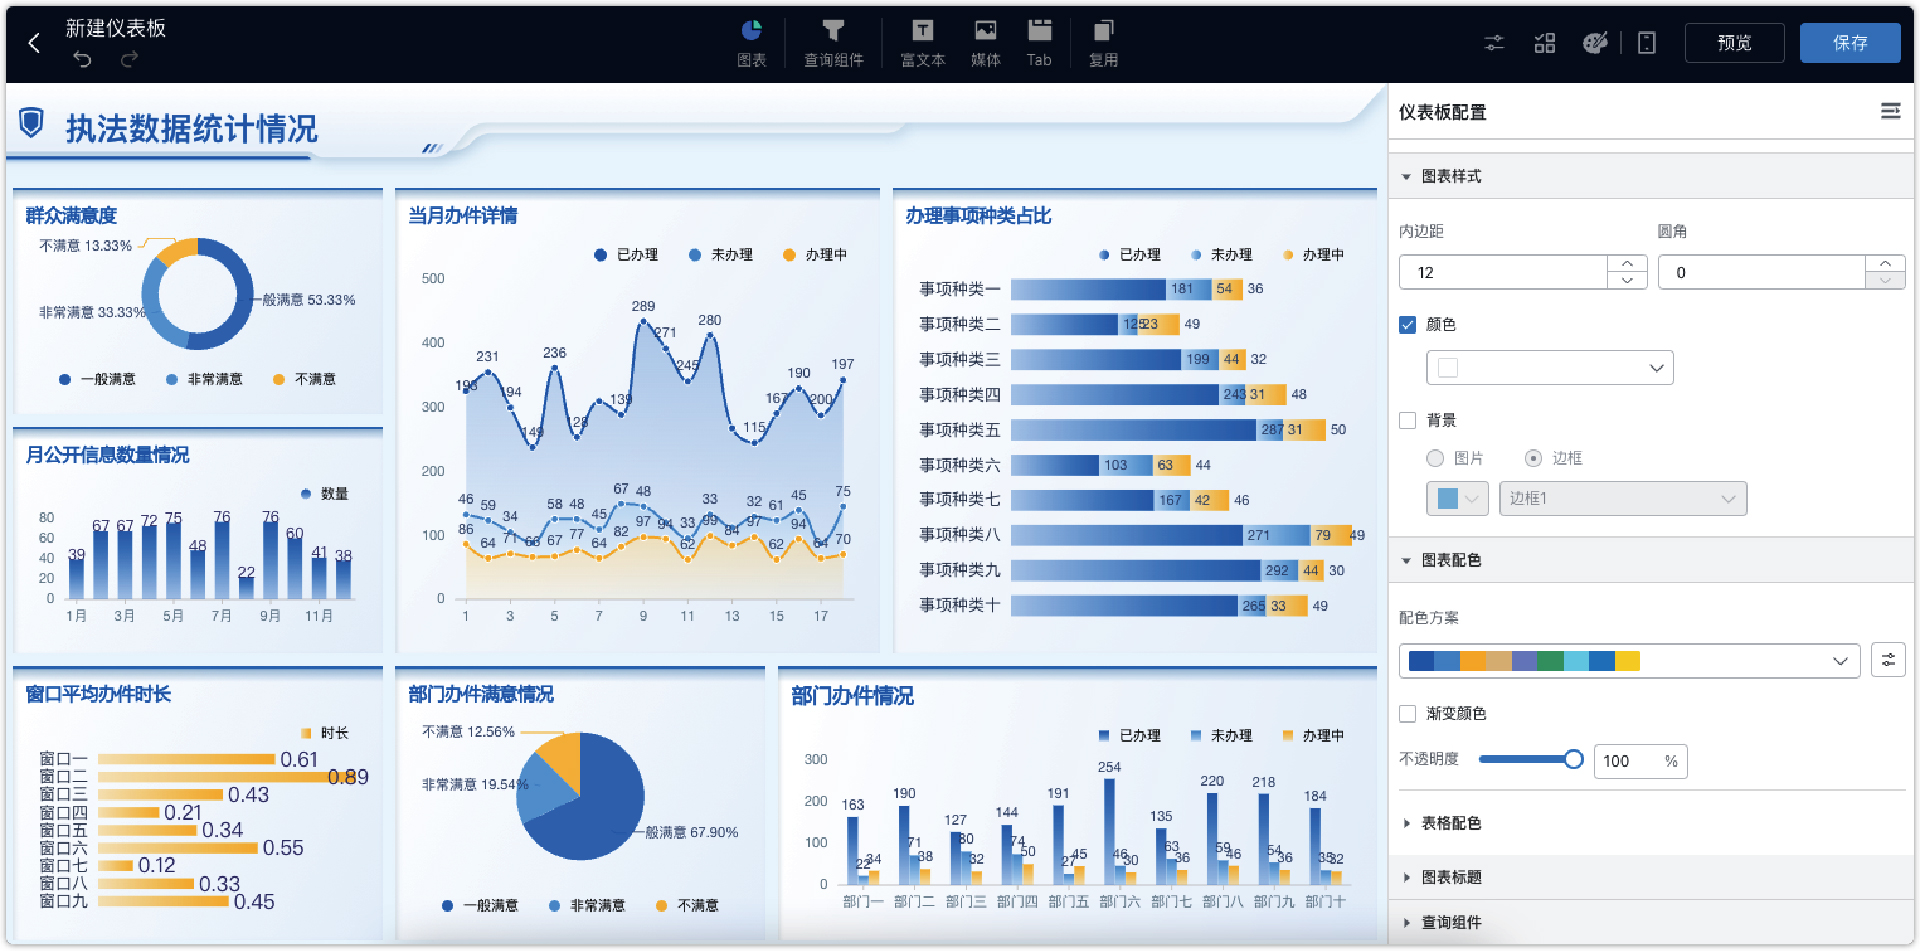 新建仪表板
图表
查询组件
富文本
媒体
Tab
复用
预览
保存
执法数据统计情况
群众满意度
不满意 13.33%
非常满意 33.33%
一般满意 53.33%
一般满意
非常满意
不满意
月公开信息数量情况
数量
80
60
40
20
0
39
67
67
72
75
48
76
22
76
60
41
38
1月
3月
5月
7月
9月
11月
当月办件详情
已办理
未办理
办理中
500
400
300
200
100
0
193
231
194
149
236
128
139
289
271
245
280
115
167
190
200
197
46
59
34
58
48
45
67
48
33
33
32
61
45
75
86
64
71
66
67
77
64
82
97
94
62
99
84
97
62
94
64
70
1
3
5
7
9
11
13
15
17
办理事项种类占比
已办理
未办理
办理中
事项种类一
181
54
36
事项种类二
125
23
49
事项种类三
199
44
32
事项种类四
243
31
48
事项种类五
287
31
50
事项种类六
103
63
44
事项种类七
167
42
46
事项种类八
271
79
49
事项种类九
292
44
30
事项种类十
265
33
49
窗口平均办件时长
时长
窗口一
0.61
窗口二
0.89
窗口三
0.43
窗口四
0.21
窗口五
0.34
窗口六
0.55
窗口七
0.12
窗口八
0.33
窗口九
0.45
部门办件满意情况
不满意 12.56%
非常满意 19.54%
一般满意 67.90%
一般满意
非常满意
不满意
部门办件情况
已办理
未办理
办理中
300
200
100
0
163
22
34
190
71
38
127
80
32
144
74
50
191
27
45
254
46
30
135
63
36
220
59
46
218
54
36
184
35
32
部门一
部门二
部门三
部门四
部门五
部门六
部门七
部门八
部门九
部门十
仪表板配置
图表样式
内边距
圆角
12
0
颜色
背景
图片
边框
边框1
图表配色
配色方案
渐变颜色
不透明度
100 %
表格配色
图表标题
查询组件